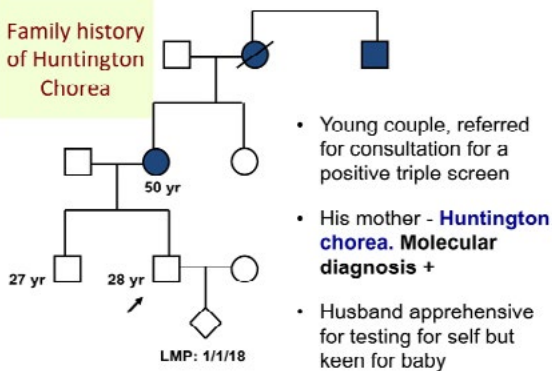 Family history
of Huntington
Chorea
50 yr
27 yr
28 yr
LMP: 1/1/18
• Young couple, referred
for consultation for a
positive triple screen
• His mother - Huntington
chorea. Molecular
diagnosis +
• Husband apprehensive
for testing for self but
keen for baby